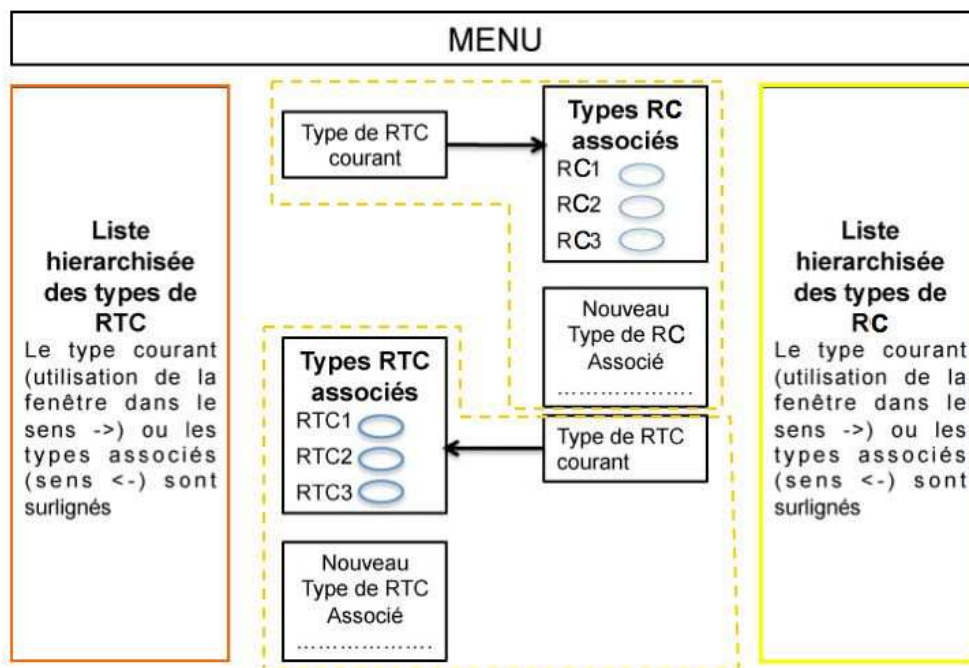 MENU
Liste
hierarchisée
des types de
RTC
Le type courant
(utilisation de la
fenêtre dans le
sens ->) ou les
types associés
(sens <-) sont
surlignés
Type de RTC
courant
Types RC
associés
RC1
RC2
RC3
Nouveau
Type de RC
Associé
....................
Types RTC
associés
RTC1
RTC2
RTC3
Type de RTC
courant
Nouveau
Type de RTC
Associé
....................
Liste
hierarchisée
des types de
RC
Le type courant
(utilisation de la
fenêtre dans le
sens ->) ou les
types associés
(sens <-) sont
surlignés